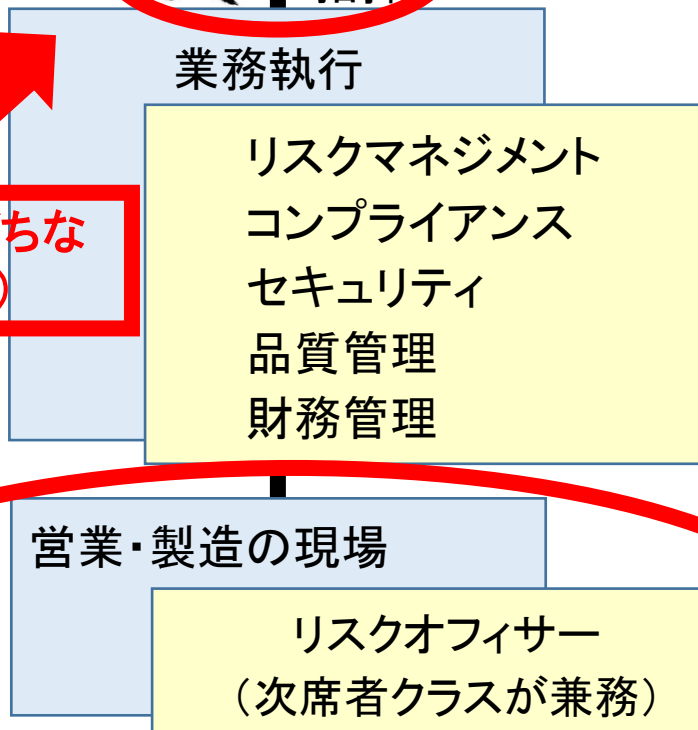 業務執行
リスクマネジメント
コンプライアンス
ちな
)
セキュリティ
品質管理
財務管理
営業・製造の現場
リスクオフィサー
（次席者クラスが兼務）